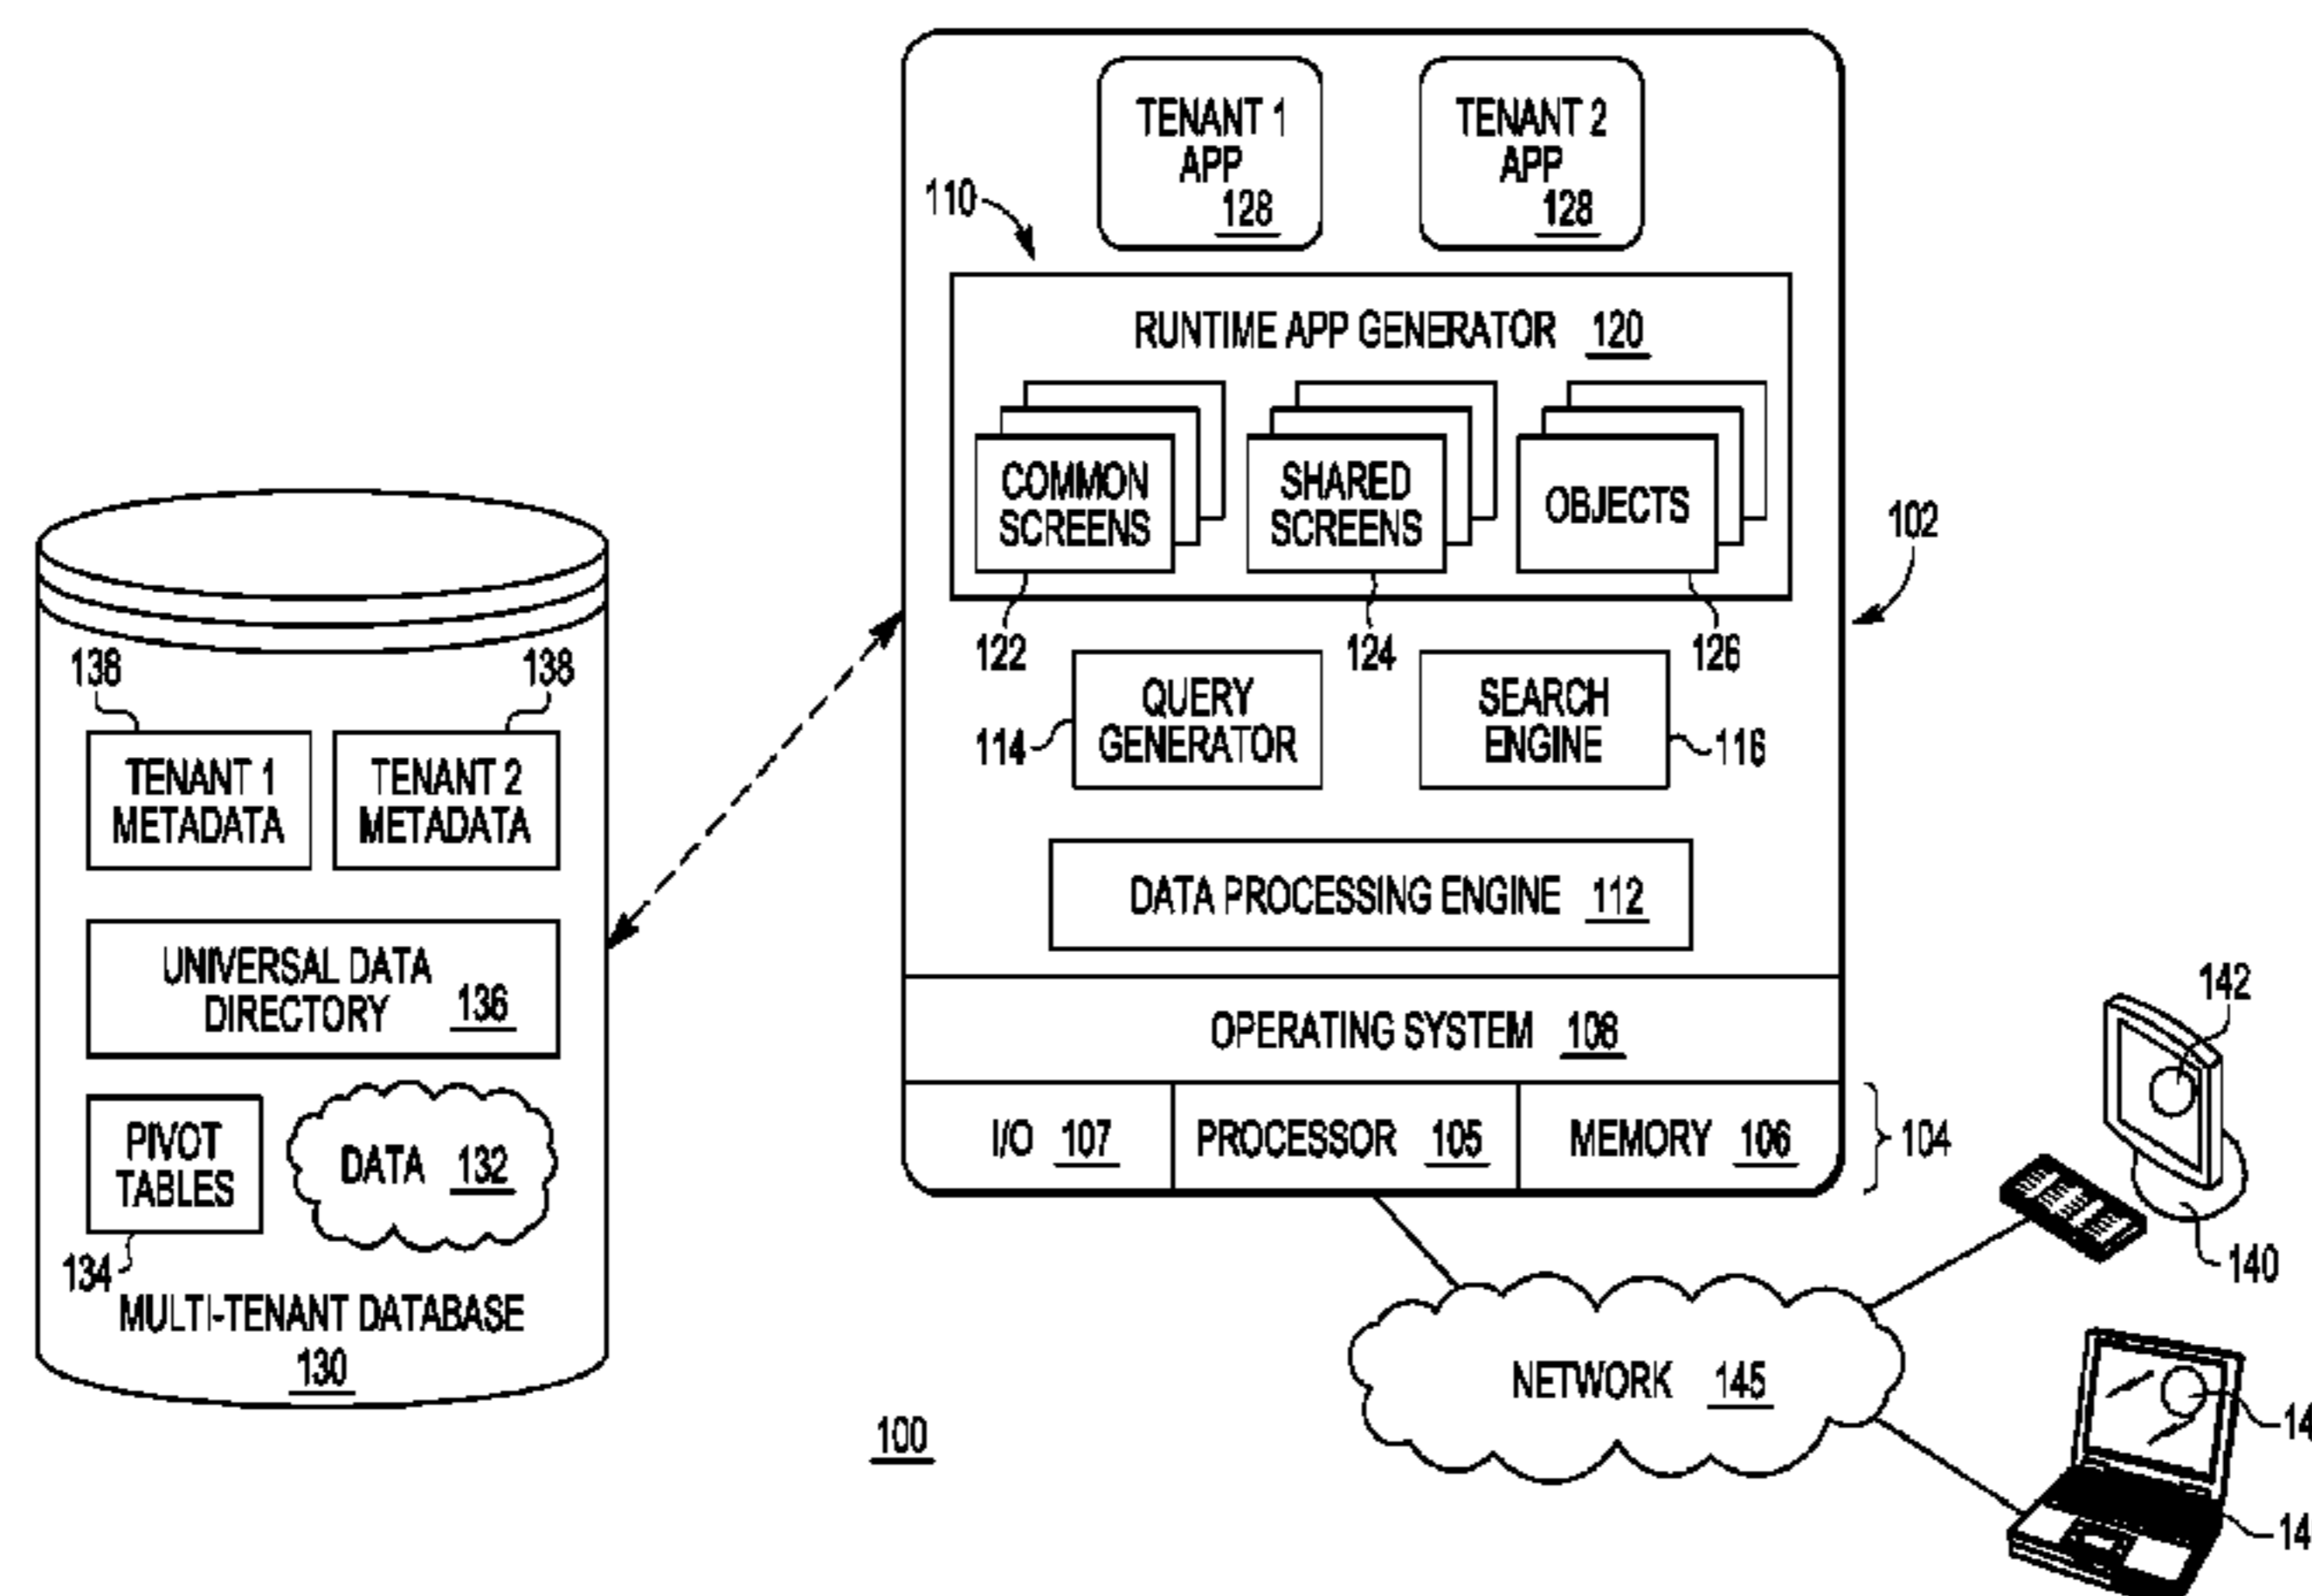 TENANT 1
APP
128
TENANT 2
APP
128
110
RUNTIME APP GENERATOR 120
COMMON
SCREENS
SHARED
SCREENS
OBJECTS
102
122
124
126
138
138
QUERY
GENERATOR
114
SEARCH
ENGINE
116
TENANT 1
METADATA
TENANT 2
METADATA
DATA PROCESSING ENGINE 112
UNIVERSAL DATA
DIRECTORY 136
142
OPERATING SYSTEM 108
PIVOT
TABLES
DATA 132
I/O 107
PROCESSOR 105
MEMORY 106
104
134
140
MULTI-TENANT DATABASE
130
NETWORK 145
100